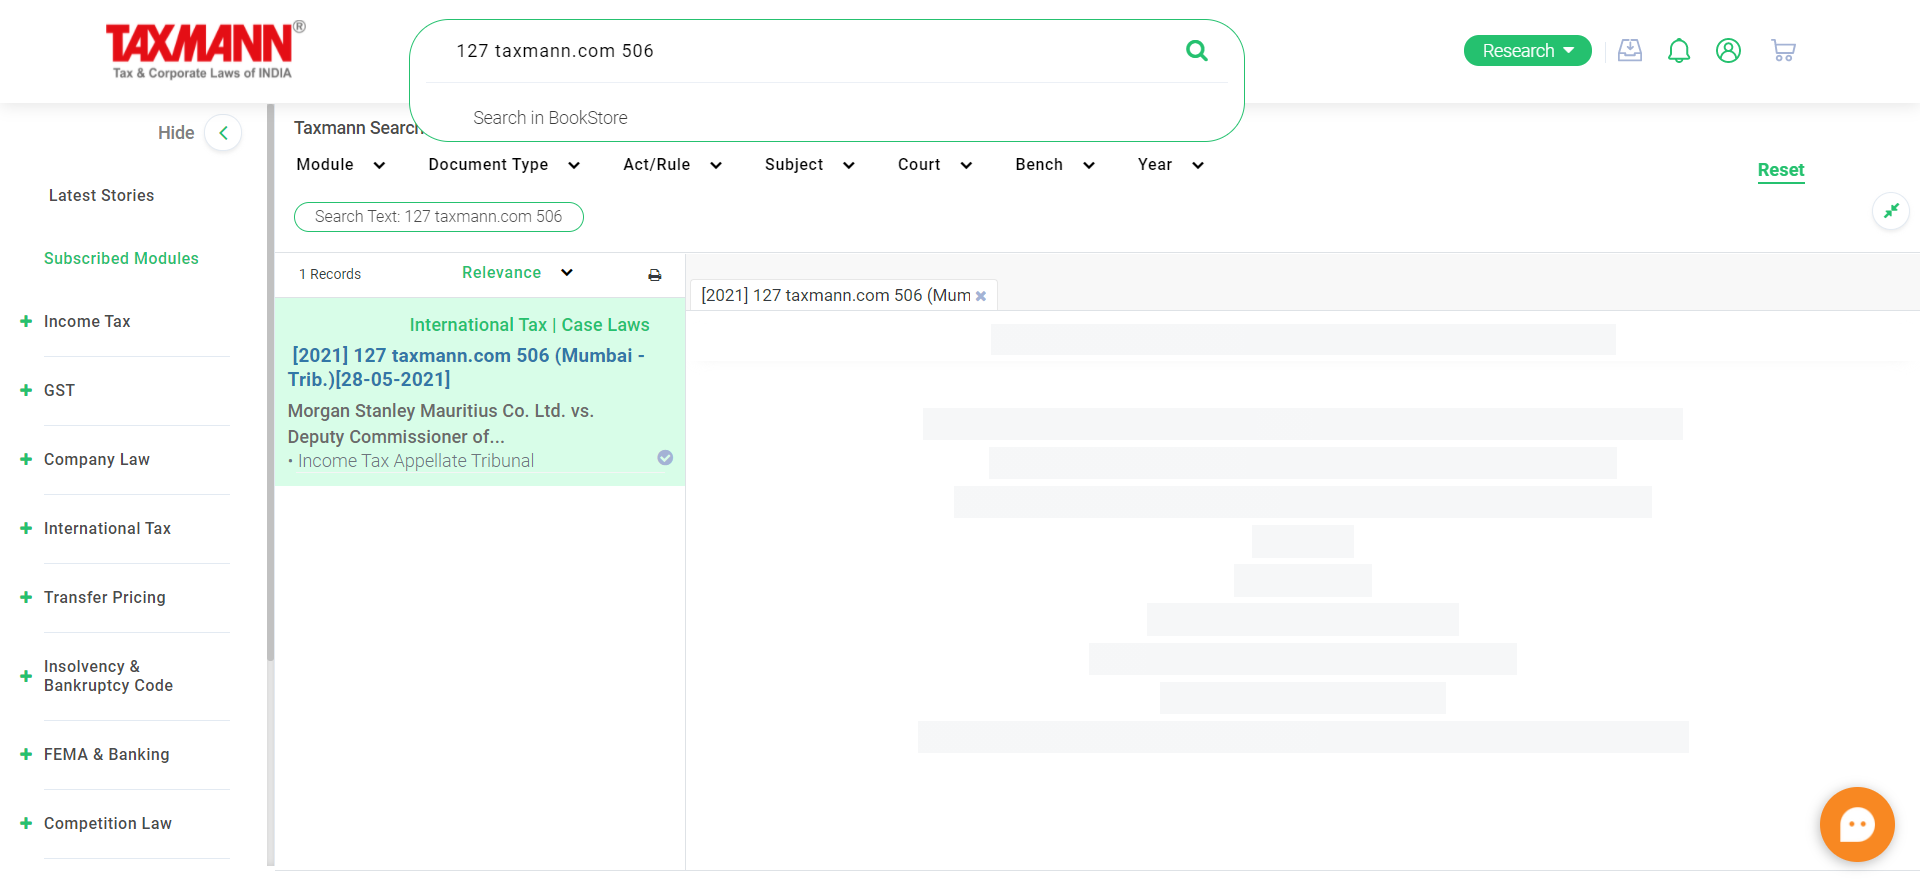 TAXMANN®
Tax & Corporate Laws of INDIA
127 taxmann.com 506
Search in BookStore
Research
Hide
Taxmann Search
Module
Document Type
Act/Rule
Subject
Court
Bench
Year
Reset
Search Text: 127 taxmann.com 506
Latest Stories
Subscribed Modules
Income Tax
GST
Company Law
International Tax
Transfer Pricing
Insolvency &
Bankruptcy Code
FEMA & Banking
Competition Law
1 Records
Relevance
International Tax | Case Laws
[2021] 127 taxmann.com 506 (Mumbai -
Trib.)[28-05-2021]
Morgan Stanley Mauritius Co. Ltd. vs.
Deputy Commissioner of...
• Income Tax Appellate Tribunal
[2021] 127 taxmann.com 506 (Mum